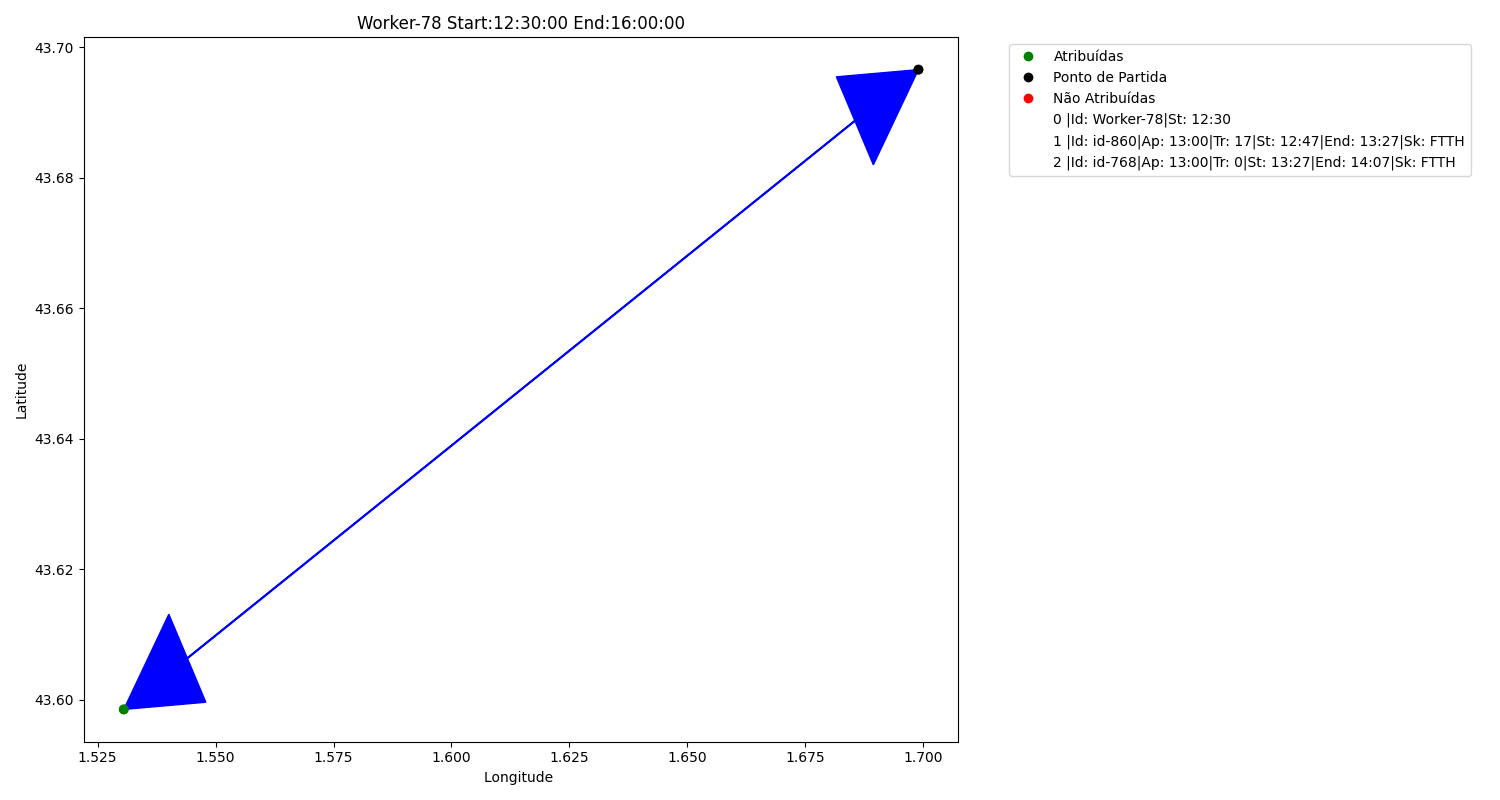 Worker-78 Start:12:30:00 End:16:00:00
43.70
43.68
43.66
43.64
43.62
43.60
Latitude
1.525 1.550 1.575 1.600 1.625 1.650 1.675 1.700
Longitude
Atribuídas
Ponto de Partida
Não Atribuídas
0 |Id: Worker-78|St: 12:30
1 |Id: id-860|Ap: 13:00|Tr: 17|St: 12:47|End: 13:27|Sk: FTTH
2 |Id: id-768|Ap: 13:00|Tr: 0|St: 13:27|End: 14:07|Sk: FTTH